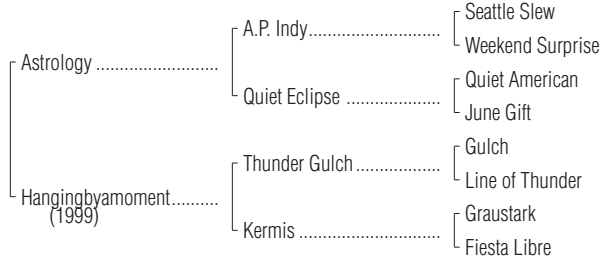 Seattle Slew
A.P. Indy.................................
Weekend Surprise
Astrology ..............................
Quiet American
Quiet Eclipse .......................
June Gift
Gulch
Thunder Gulch .....................
Line of Thunder
Hangingbyamoment...........
(1999)
Graustark
Kermis ...................................
Fiesta Libre